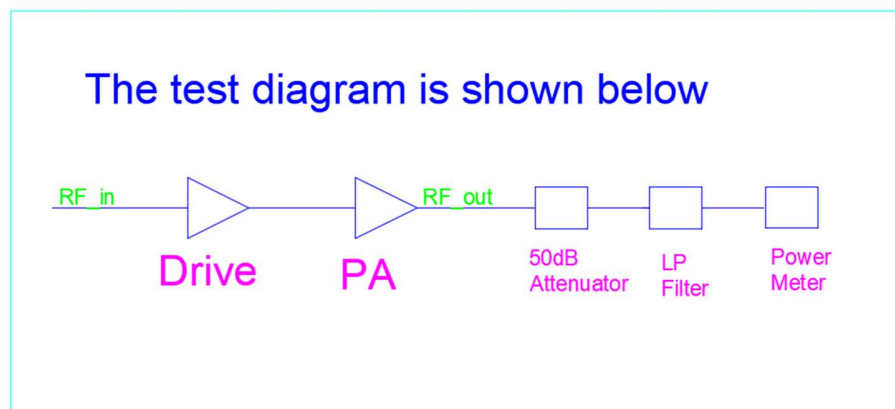 The test diagram is shown below
RF_in
RF_out
Drive
PA
50dB
Attenuator
LP
Filter
Power
Meter